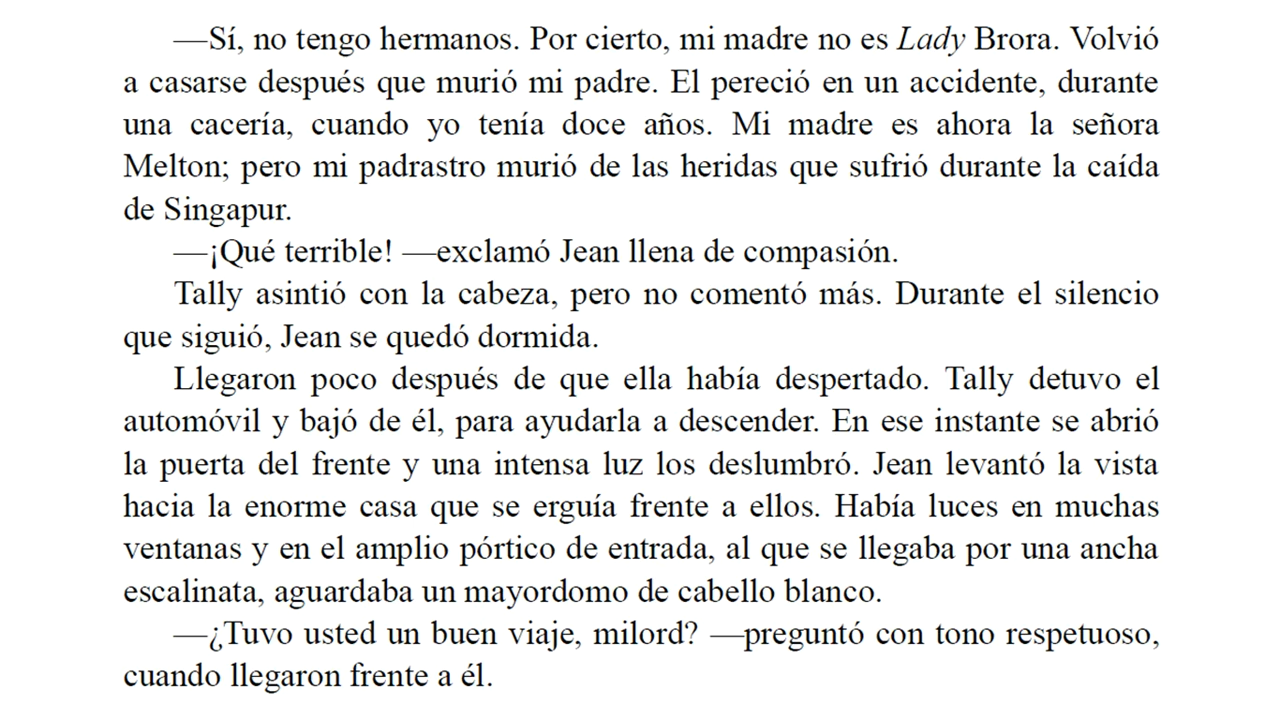 —Sí, no tengo hermanos. Por cierto, mi madre no es Lady Brora. Volvió
a casarse después que murió mi padre. El pereció en un accidente, durante
una cacería, cuando yo tenía doce años. Mi madre es ahora la señora
Melton; pero mi padrastro murió de las heridas que sufrió durante la caída
de Singapur.
—¡Qué terrible! —exclamó Jean llena de compasión.
Tally asintió con la cabeza, pero no comentó más. Durante el silencio
que siguió, Jean se quedó dormida.
Llegaron poco después de que ella había despertado. Tally detuvo el
automóvil y bajó de él, para ayudarla a descender. En ese instante se abrió
la puerta del frente y una intensa luz los deslumbró. Jean levantó la vista
hacia la enorme casa que se erguía frente a ellos. Había luces en muchas
ventanas y en el amplio pórtico de entrada, al que se llegaba por una ancha
escalinata, aguardaba un mayordomo de cabello blanco.
—¿Tuvo usted un buen viaje, milord? —preguntó con tono respetuoso,
cuando llegaron frente a él.